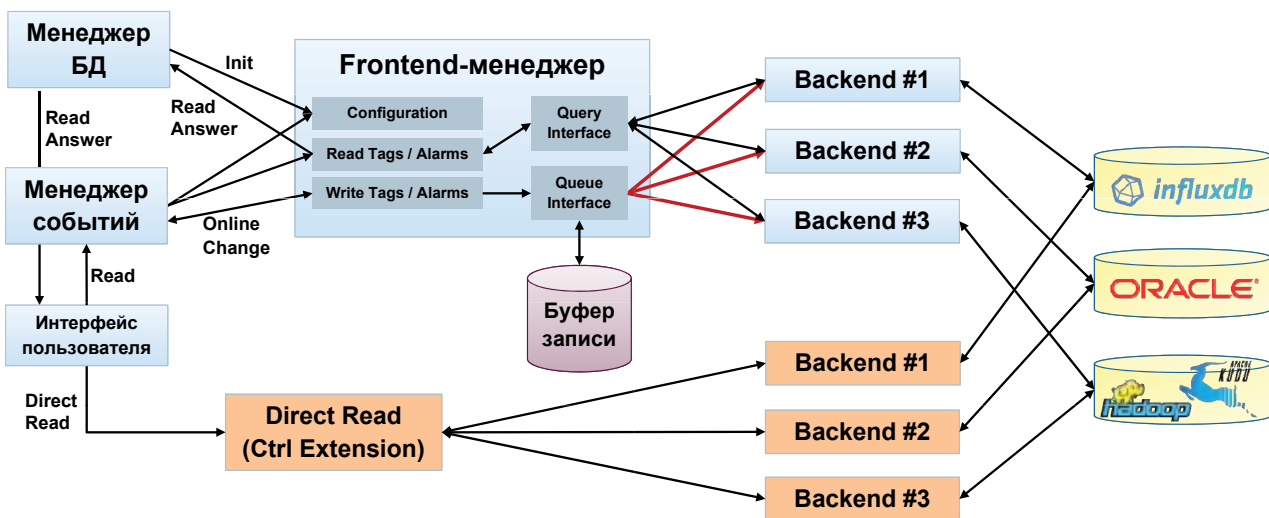 Менеджер
БД
Init
Read
Answer
Read
Answer
Менеджер
событий
Online
Change
Read
Интерфейс
пользователя
Direct
Read
Frontend-менеджер
Configuration
Read Tags / Alarms
Write Tags / Alarms
Query
Interface
Queue
Interface
Буфер
записи
Direct Read
(Ctrl Extension)
Backend #1
Backend #2
Backend #3
Backend #1
Backend #2
Backend #3
influxdb
ORACLE
hadoop
APACHE
KUDU